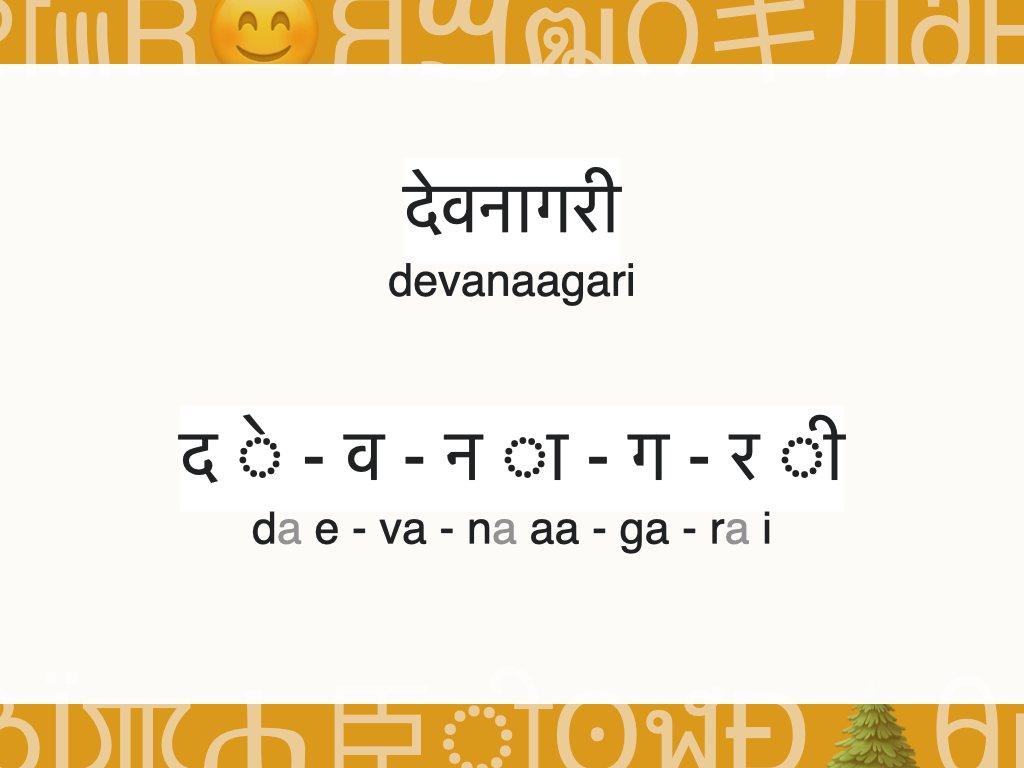 देवनागरी
devanaagari
द े - व - न ा - ग - र ी
da e - va - na aa - ga - ra i